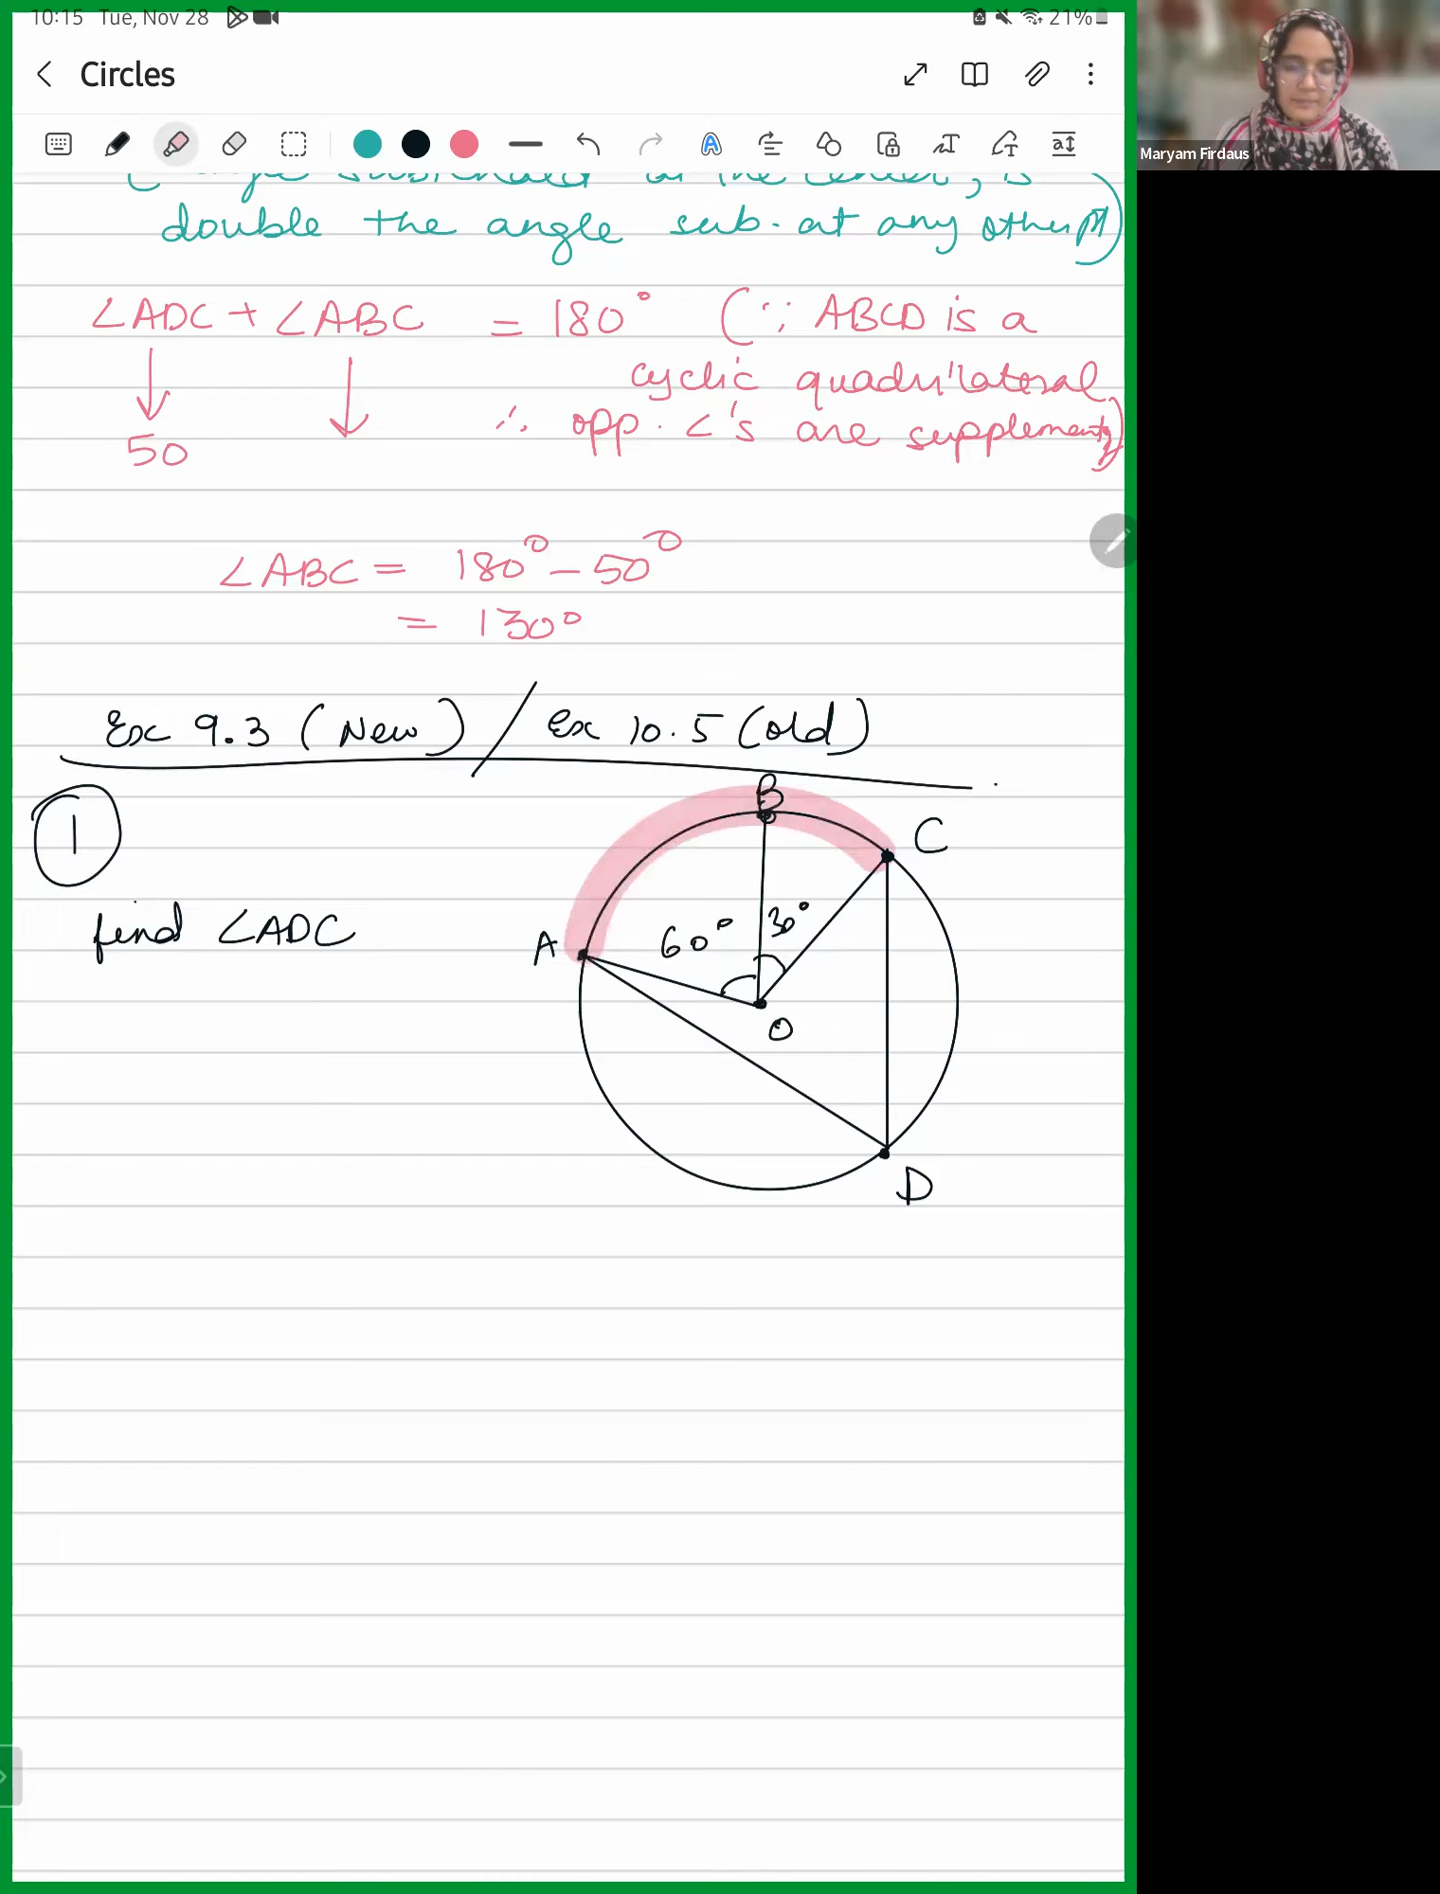 10:15 Tue, Nov 28
21%
Circles
Maryam Firdaus
double the angle sub. at any other pt)
∠ADC + ∠ABC = 180° (∵ ABCD is a
cyclic quadrilateral
50
∴ opp. ∠'s are supplementy)
∠ABC = 180° - 50°
= 130°
Ex 9.3 (New) / Ex 10.5 (old)
1
B
C
find ∠ADC
A
60°
30°
O
D